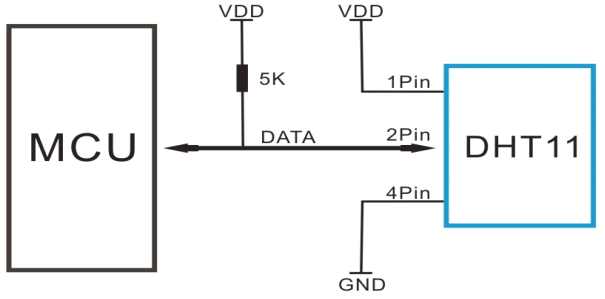 VDD
VDD
5K
1Pin
MCU
DATA
2Pin
DHT11
4Pin
GND